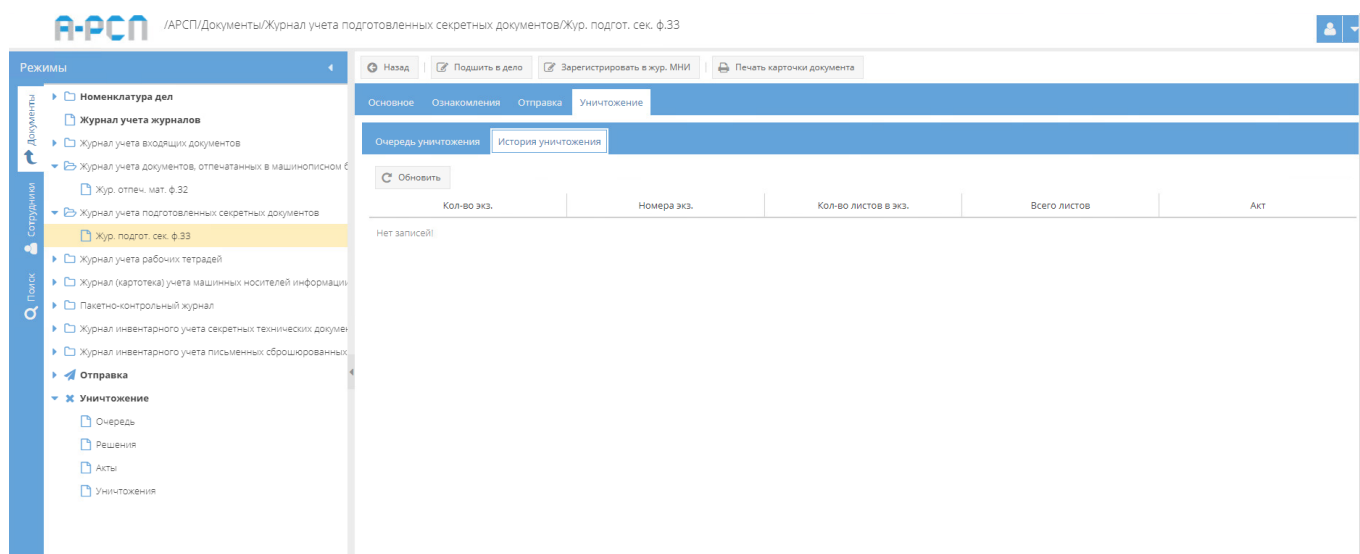 А-РСП
/АРСП/Документы/Журнал учета подготовленных секретных документов/Жур. подгот. сек. ф.33
Режимы
Документы
Сотрудники
Поиск
Номенклатура дел
Журнал учета журналов
Журнал учета входящих документов
Журнал учета документов, отпечатанных в машинописном б
Жур. отпеч. мат. ф.32
Журнал учета подготовленных секретных документов
Жур. подгот. сек. ф.33
Журнал учета рабочих тетрадей
Журнал (картотека) учета машинных носителей информации
Пакетно-контрольный журнал
Журнал инвентарного учета секретных технических докумен
Журнал инвентарного учета письменных сброшюрованных
Отправка
Уничтожение
Очередь
Решения
Акты
Уничтожения
Назад Подшить в дело Зарегистрировать в жур. МНИ Печать карточки документа
Основное Ознакомления Отправка Уничтожение
Очередь уничтожения История уничтожения
Обновить
Кол-во экз. Номера экз. Кол-во листов в экз. Всего листов Акт
Нет записей!